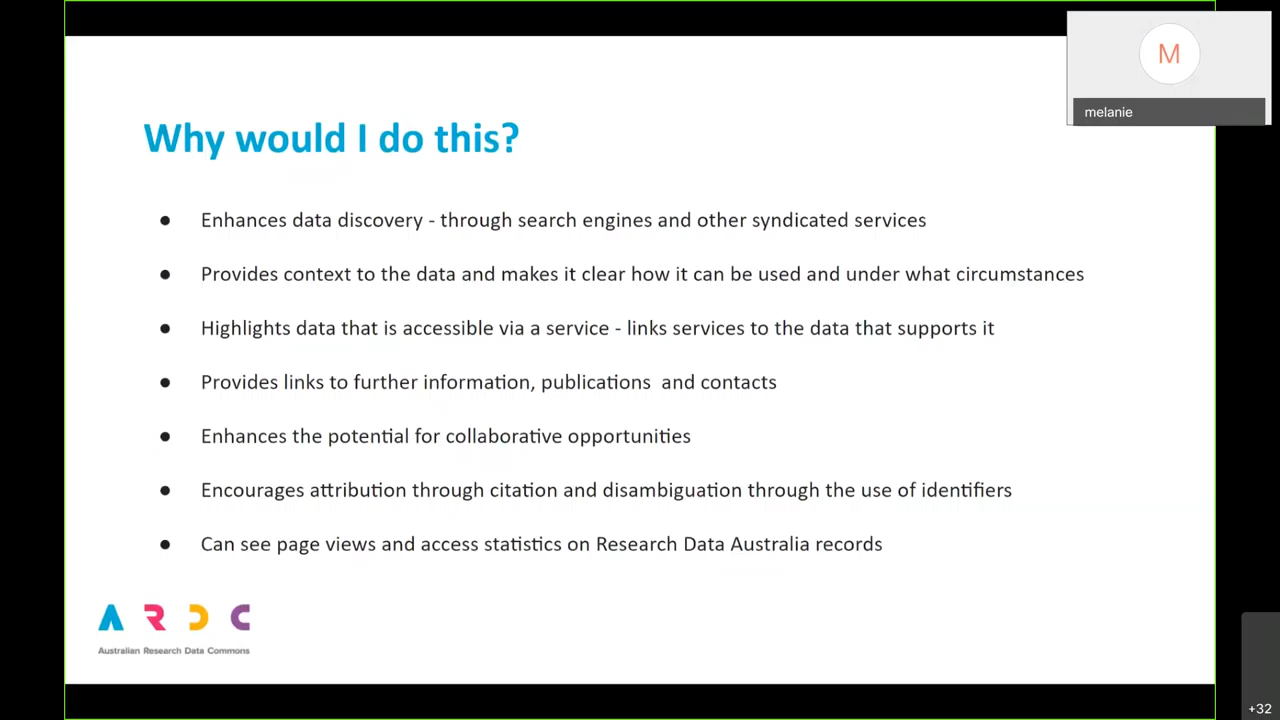 M
melanie
Why would I do this?
● Enhances data discovery - through search engines and other syndicated services
● Provides context to the data and makes it clear how it can be used and under what circumstances
● Highlights data that is accessible via a service - links services to the data that supports it
● Provides links to further information, publications  and contacts
● Enhances the potential for collaborative opportunities
● Encourages attribution through citation and disambiguation through the use of identifiers
● Can see page views and access statistics on Research Data Australia records
ARDC
Australian Research Data Commons
+32